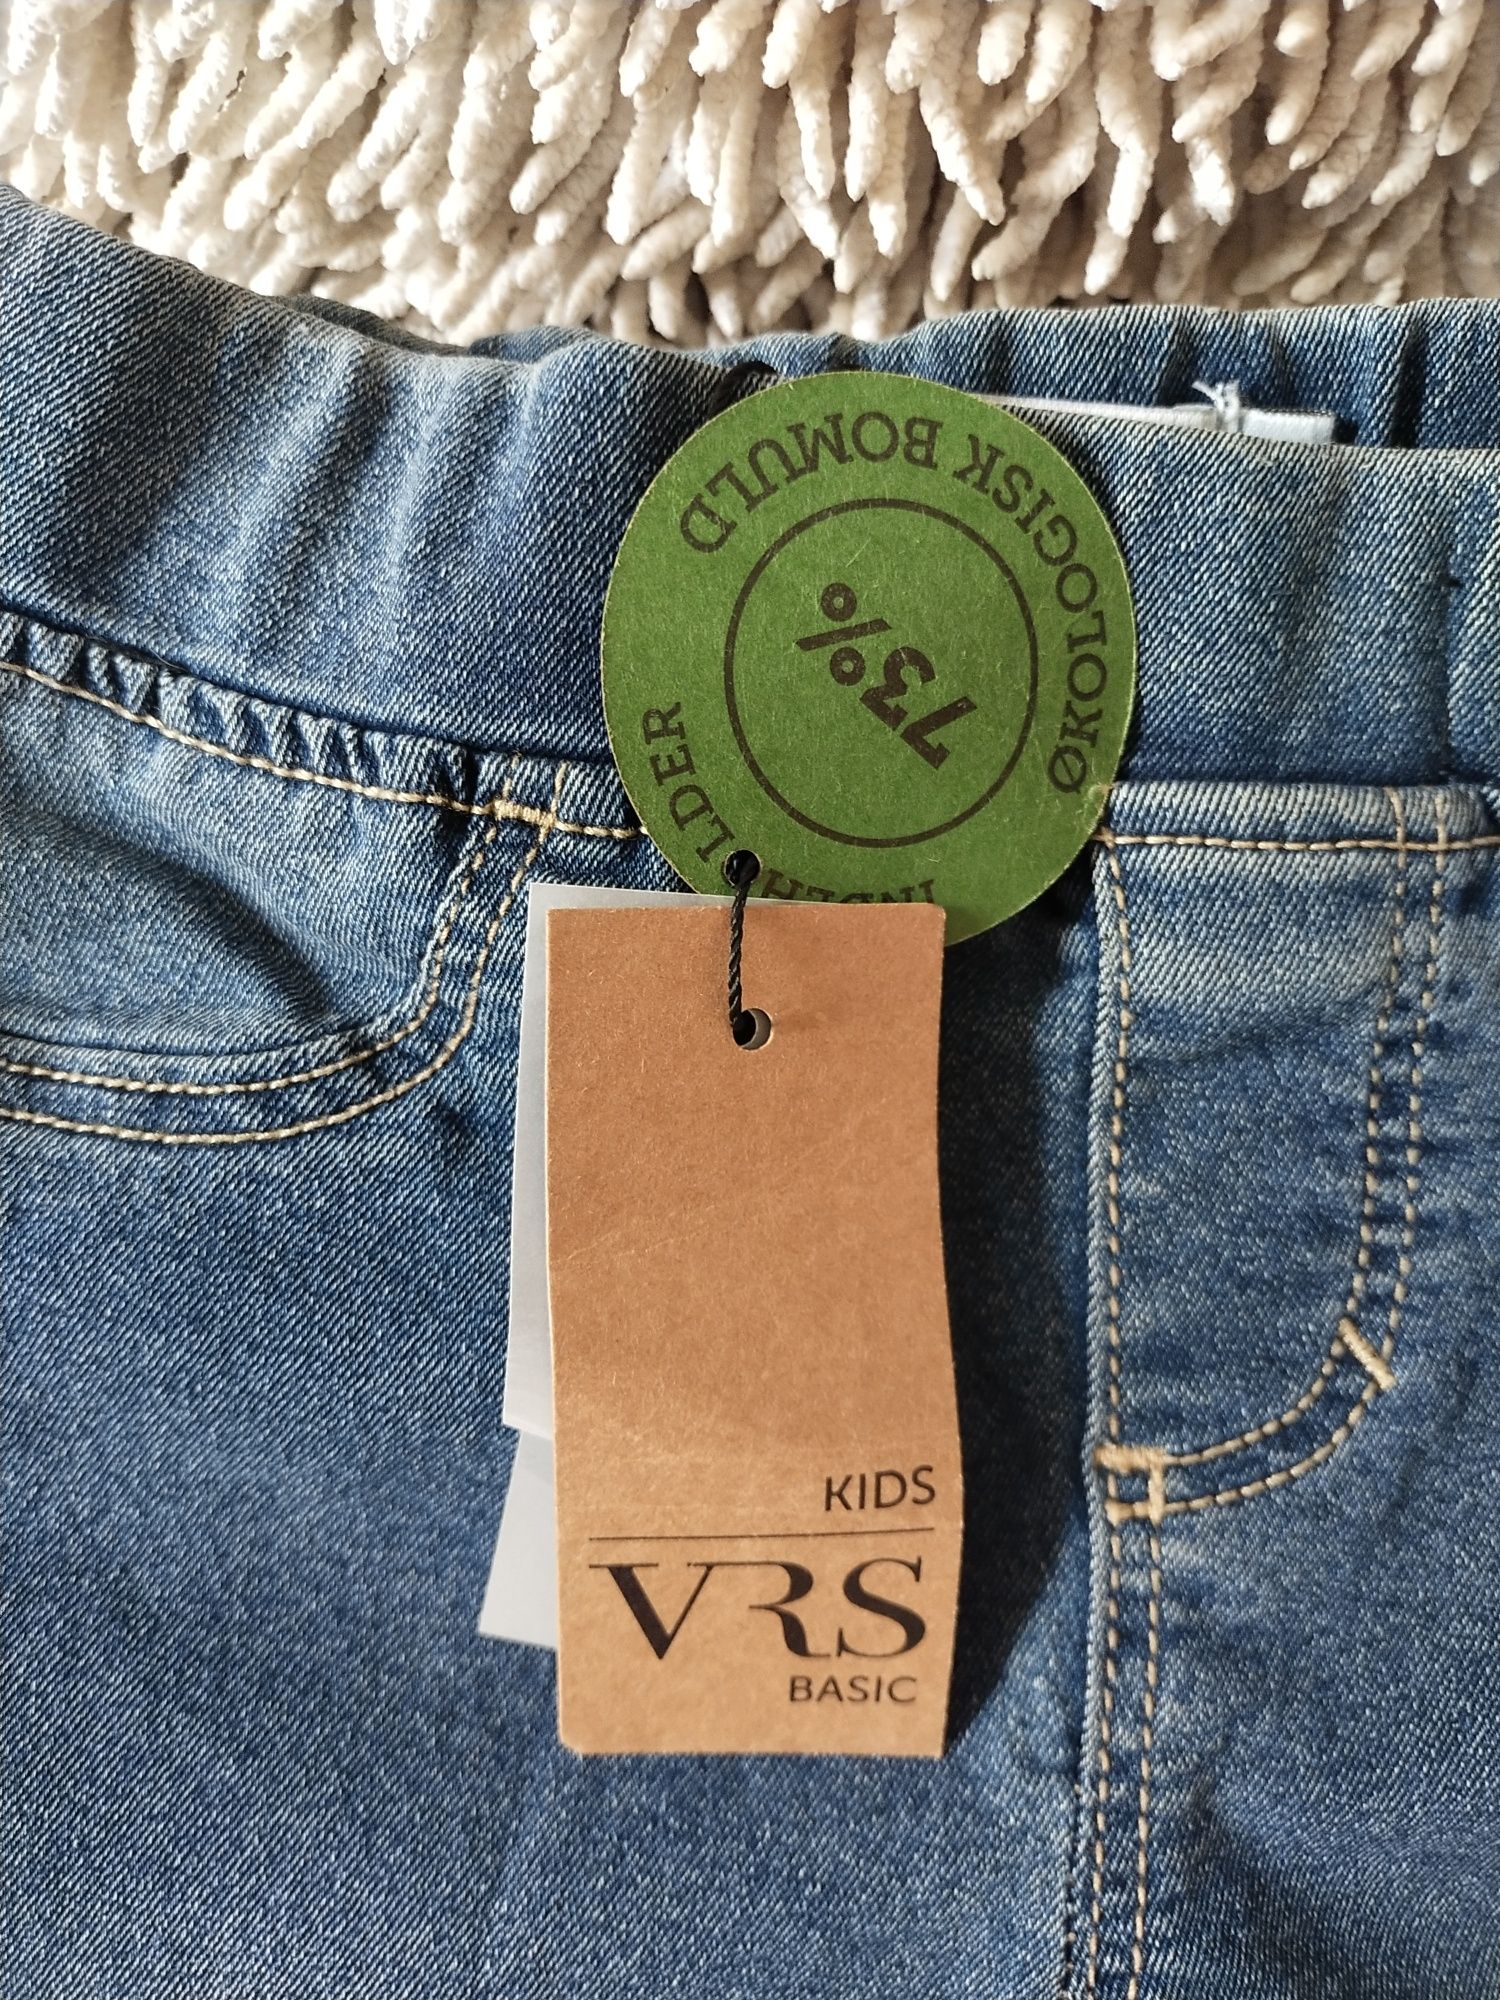 INDEHOLDER
73%
ØKOLOGISK BOMULD
KIDS
VRS
BASIC